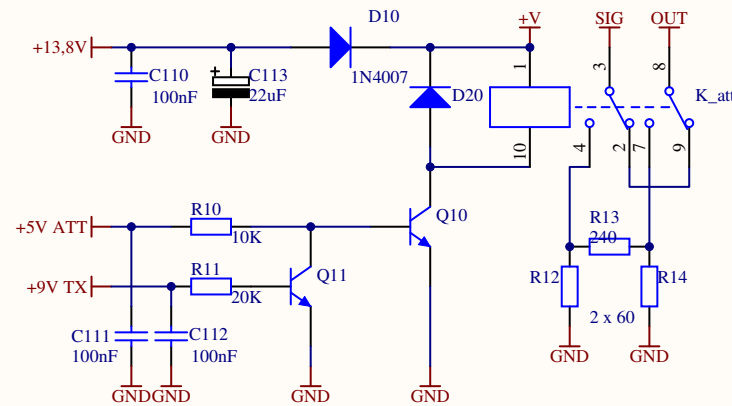 D10
+V
SIG
OUT
+13,8V
C110
100nF
C113
22uF
1N4007
D20
1
3
8
K_att
GND
GND
10
4
2
7
9
R10
10K
+5V ATT
Q10
R13
240
R11
20K
+9V TX
Q11
R12
R14
2 x 60
C111
100nF
C112
100nF
GND
GND
GND
GND
GND
GND
+